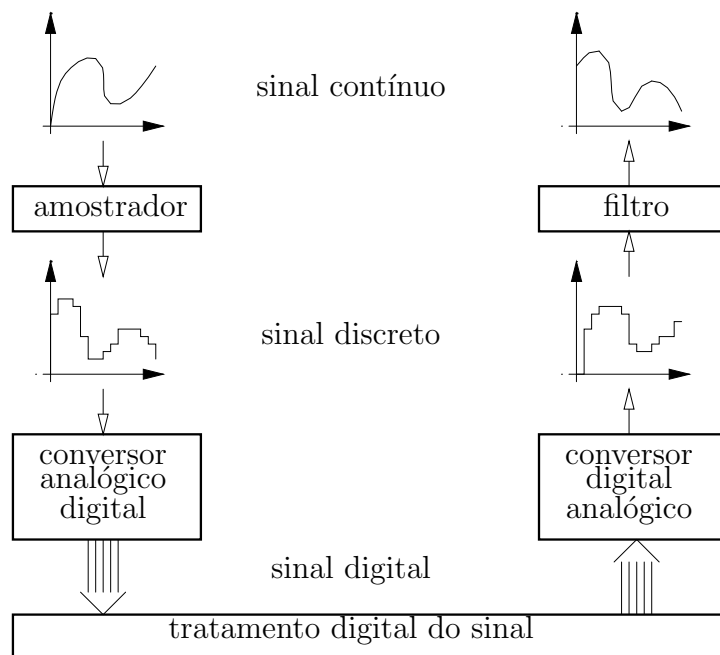 sinal contínuo
amostrador
filtro
sinal discreto
conversor
analógico
digital
conversor
digital
analógico
sinal digital
tratamento digital do sinal